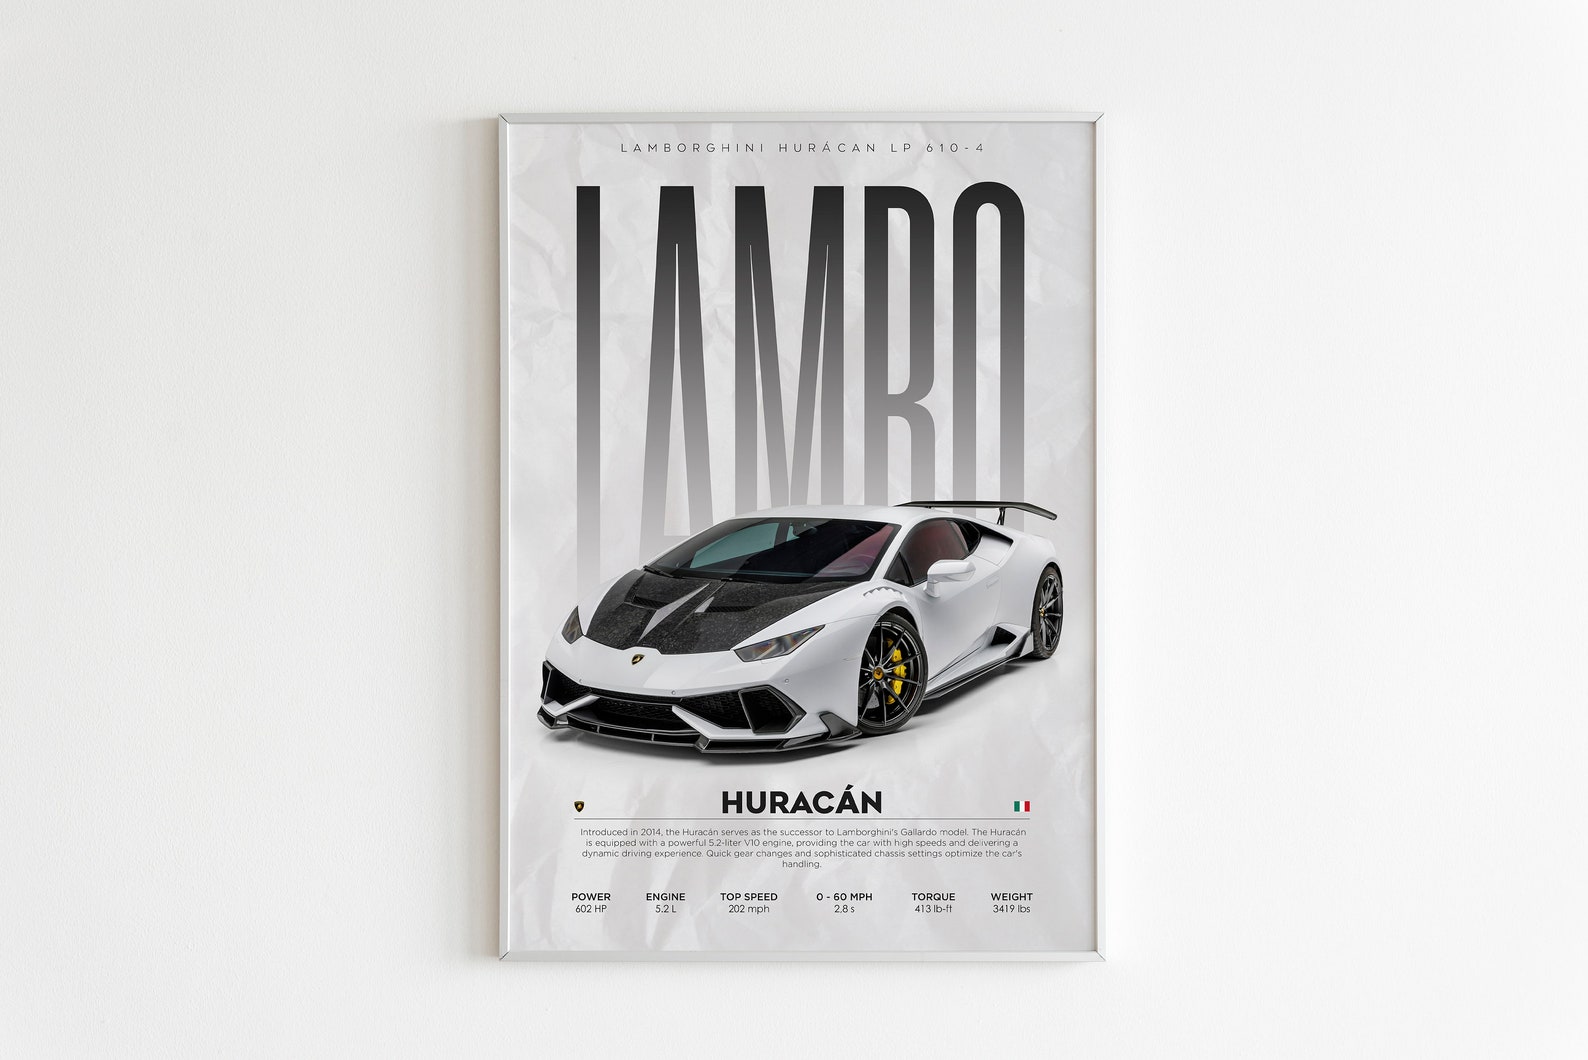 LAMBORGHINI HURÁCAN LP 610-4
LAMBO
HURACÁN
Introduced in 2014, the Huracán serves as the successor to Lamborghini's Gallardo model. The Huracán
is equipped with a powerful 5.2-liter V10 engine, providing the car with high speeds and delivering a
dynamic driving experience. Quick gear changes and sophisticated chassis settings optimize the car's
handling.
POWER ENGINE TOP SPEED 0 - 60 MPH TORQUE WEIGHT
602 HP 5.2 L 202 mph 2,8 s 413 lb-ft 3419 lbs